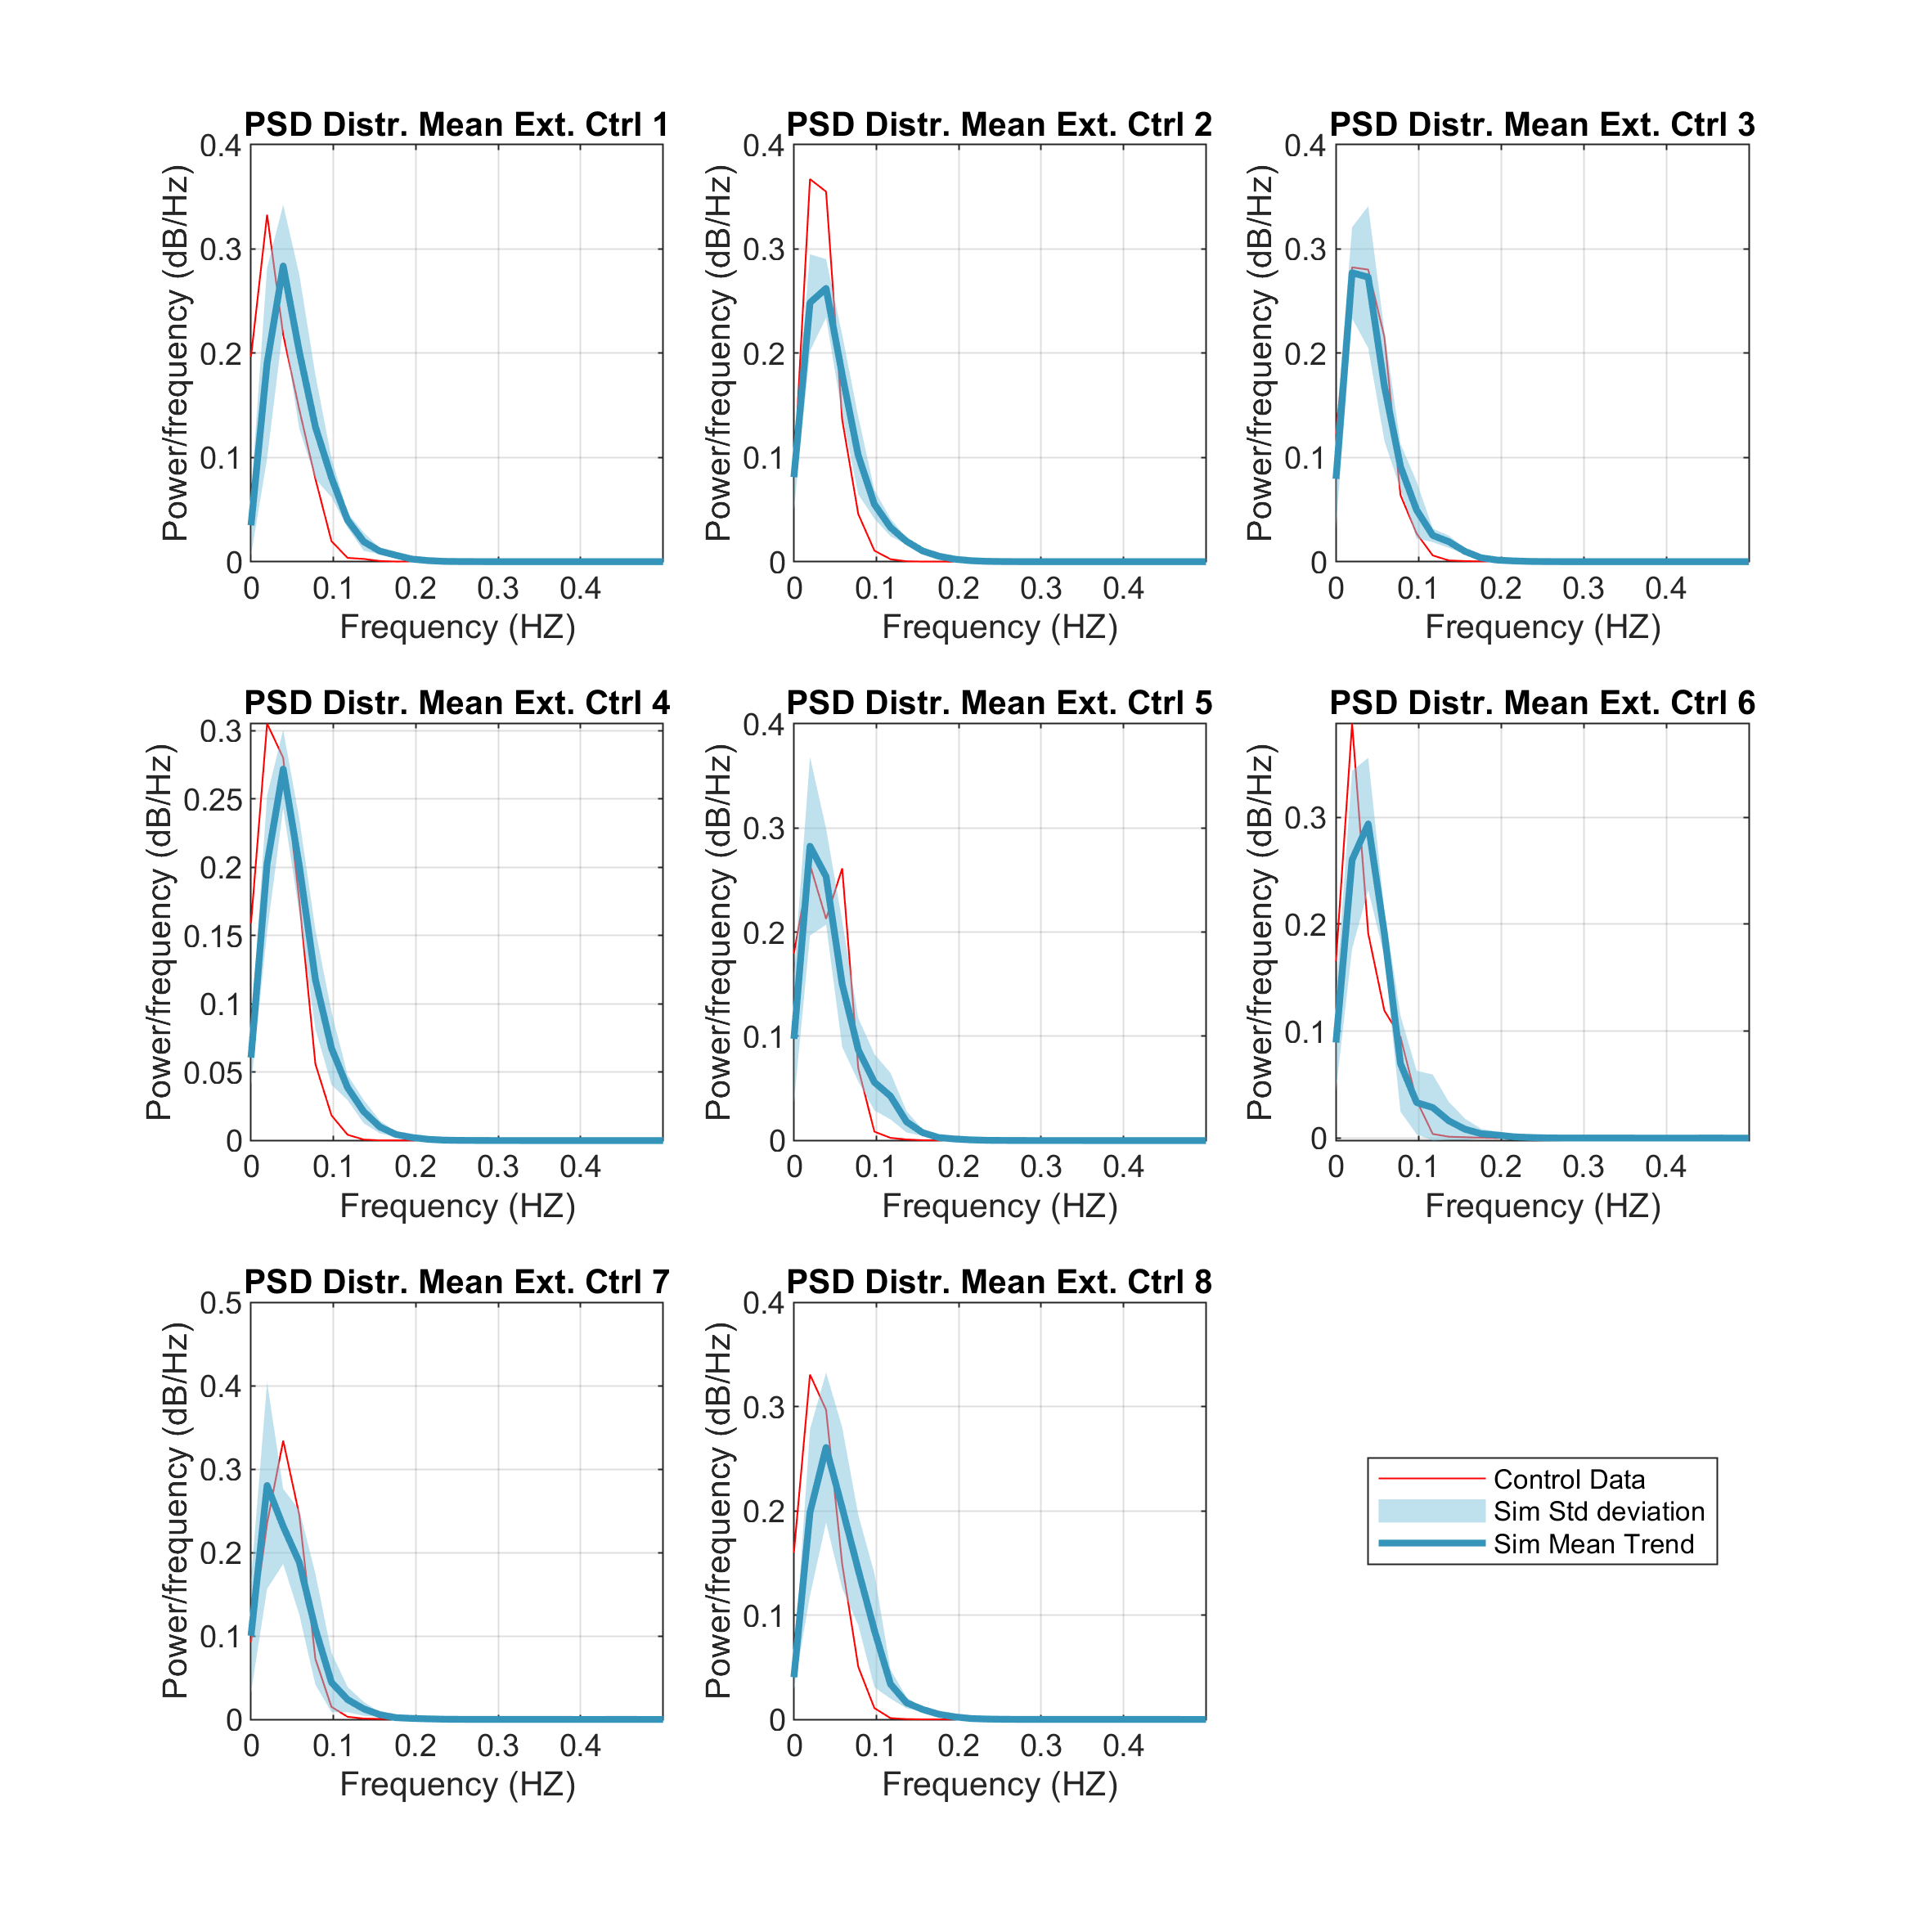 PSD Distr. Mean Ext. Ctrl 1
Power/frequency (dB/Hz)
0.4
0.3
0.2
0.1
0
0 0.1 0.2 0.3 0.4
Frequency (HZ)
PSD Distr. Mean Ext. Ctrl 2
Power/frequency (dB/Hz)
0.4
0.3
0.2
0.1
0
0 0.1 0.2 0.3 0.4
Frequency (HZ)
PSD Distr. Mean Ext. Ctrl 3
Power/frequency (dB/Hz)
0.4
0.3
0.2
0.1
0
0 0.1 0.2 0.3 0.4
Frequency (HZ)
PSD Distr. Mean Ext. Ctrl 4
Power/frequency (dB/Hz)
0.3
0.25
0.2
0.15
0.1
0.05
0
0 0.1 0.2 0.3 0.4
Frequency (HZ)
PSD Distr. Mean Ext. Ctrl 5
Power/frequency (dB/Hz)
0.4
0.3
0.2
0.1
0
0 0.1 0.2 0.3 0.4
Frequency (HZ)
PSD Distr. Mean Ext. Ctrl 6
Power/frequency (dB/Hz)
0.3
0.2
0.1
0
0 0.1 0.2 0.3 0.4
Frequency (HZ)
PSD Distr. Mean Ext. Ctrl 7
Power/frequency (dB/Hz)
0.5
0.4
0.3
0.2
0.1
0
0 0.1 0.2 0.3 0.4
Frequency (HZ)
PSD Distr. Mean Ext. Ctrl 8
Power/frequency (dB/Hz)
0.4
0.3
0.2
0.1
0
0 0.1 0.2 0.3 0.4
Frequency (HZ)
Control Data
Sim Std deviation
Sim Mean Trend